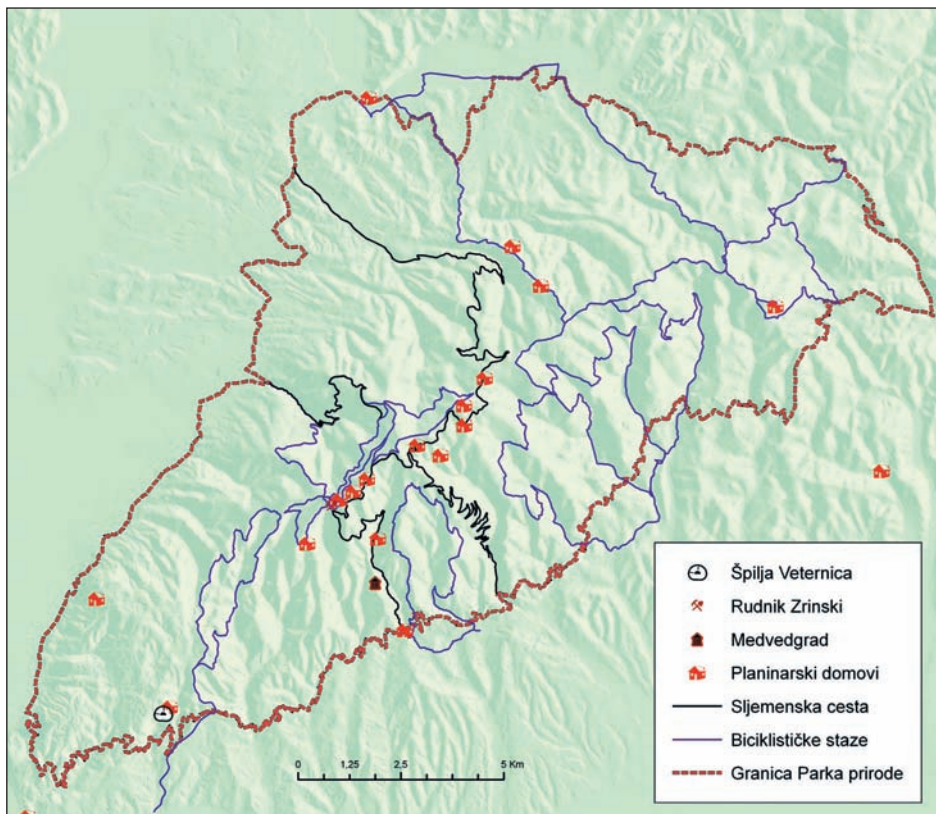 0 1,25 2,5 5 Km
Špilja Veternica
Rudnik Zrinski
Medvedgrad
Planinarski domovi
Sljemenska cesta
Biciklističke staze
Granica Parka prirode